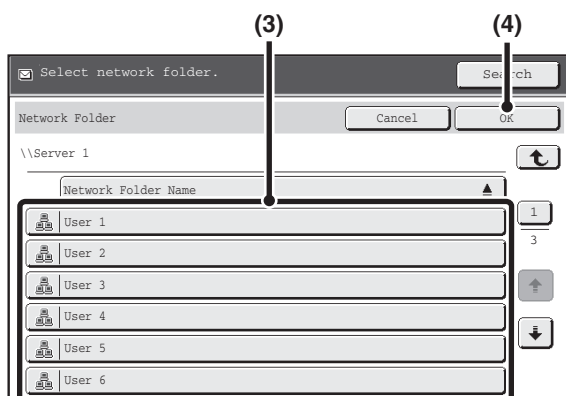 (3) (4)
Select network folder. Search
Network Folder Cancel OK
\\Server 1
Network Folder Name
User 1 1
User 2 3
User 3
User 4
User 5
User 6